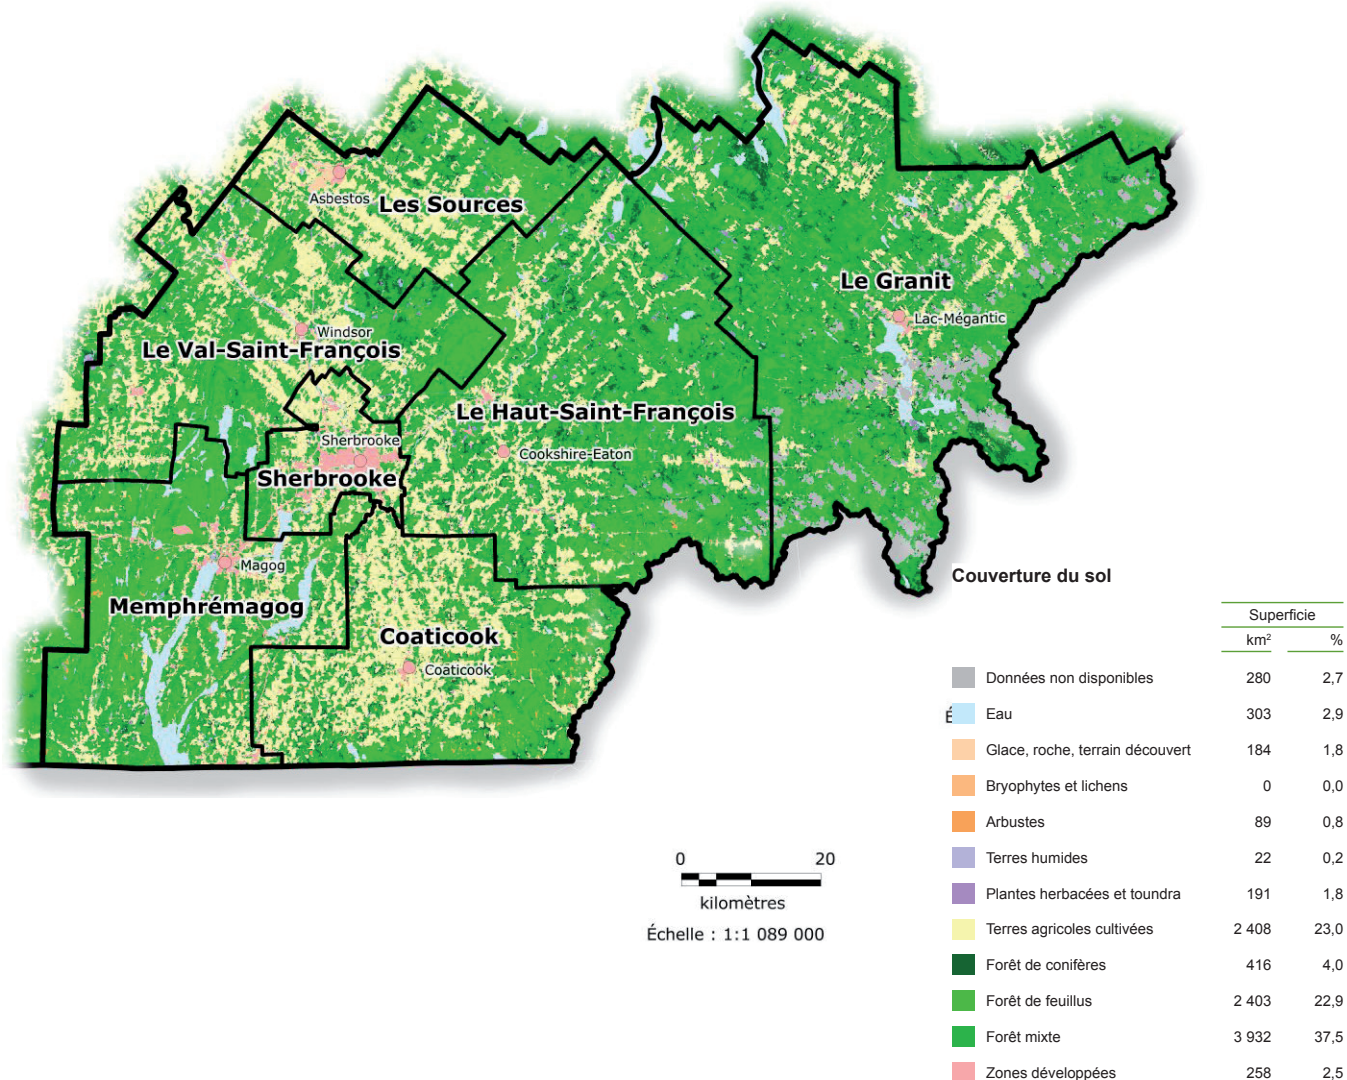 Asbestos
Les Sources
Le Granit
Lac-Mégantic
Windsor
Le Val-Saint-François
Le Haut-Saint-François
Sherbrooke
Cookshire-Eaton
Sherbrooke
Magog
Memphrémagog
Coaticook
Coaticook
0 20
kilomètres
Échelle : 1:1 089 000
Couverture du sol
Superficie
km² %
Données non disponibles 280 2,7
É Eau 303 2,9
Glace, roche, terrain découvert 184 1,8
Bryophytes et lichens 0 0,0
Arbustes 89 0,8
Terres humides 22 0,2
Plantes herbacées et toundra 191 1,8
Terres agricoles cultivées 2 408 23,0
Forêt de conifères 416 4,0
Forêt de feuillus 2 403 22,9
Forêt mixte 3 932 37,5
Zones développées 258 2,5